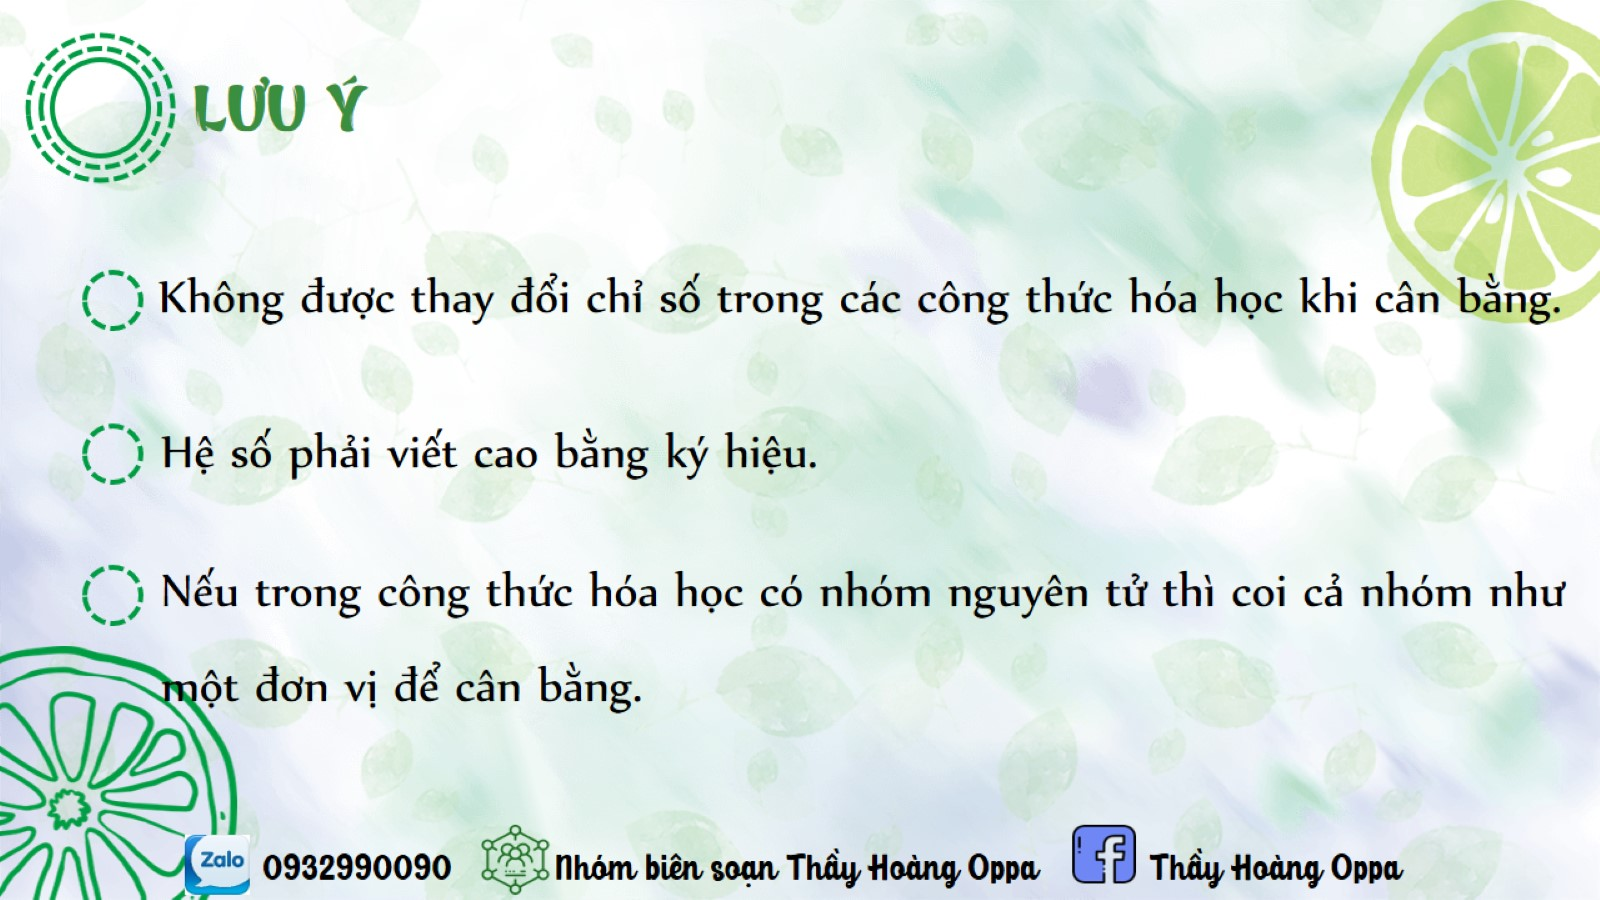 LƯU Ý
Không được thay đổi chỉ số trong các công thức hóa học khi cân bằng.
Hệ số phải viết cao bằng ký hiệu.
Nếu trong công thức hóa học có nhóm nguyên tử thì coi cả nhóm như
một đơn vị để cân bằng.
Zalo 0932990090 Nhóm biên soạn Thầy Hoàng Oppa f Thầy Hoàng Oppa